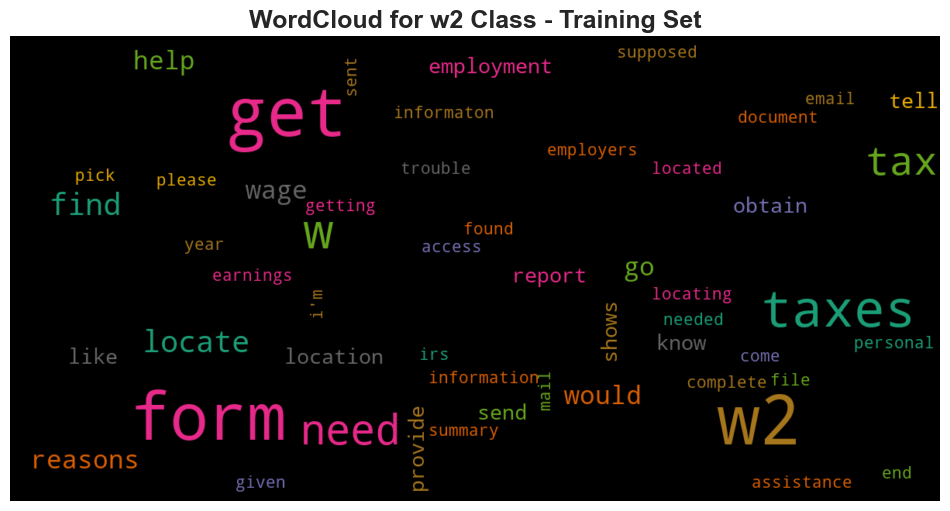 WordCloud for w2 Class - Training Set
supposed
help
sent
employment
email
tell
get
informaton
document
employers
tax
trouble
located
pick
please
wage
find
getting
obtain
w
found
year
access
go
earnings
report
i'm
locating
taxes
shows
needed
locate
know
personal
like
location
irs
come
information
mail
would
complete
file
form
need
provide
send
w2
summary
reasons
given
assistance
end